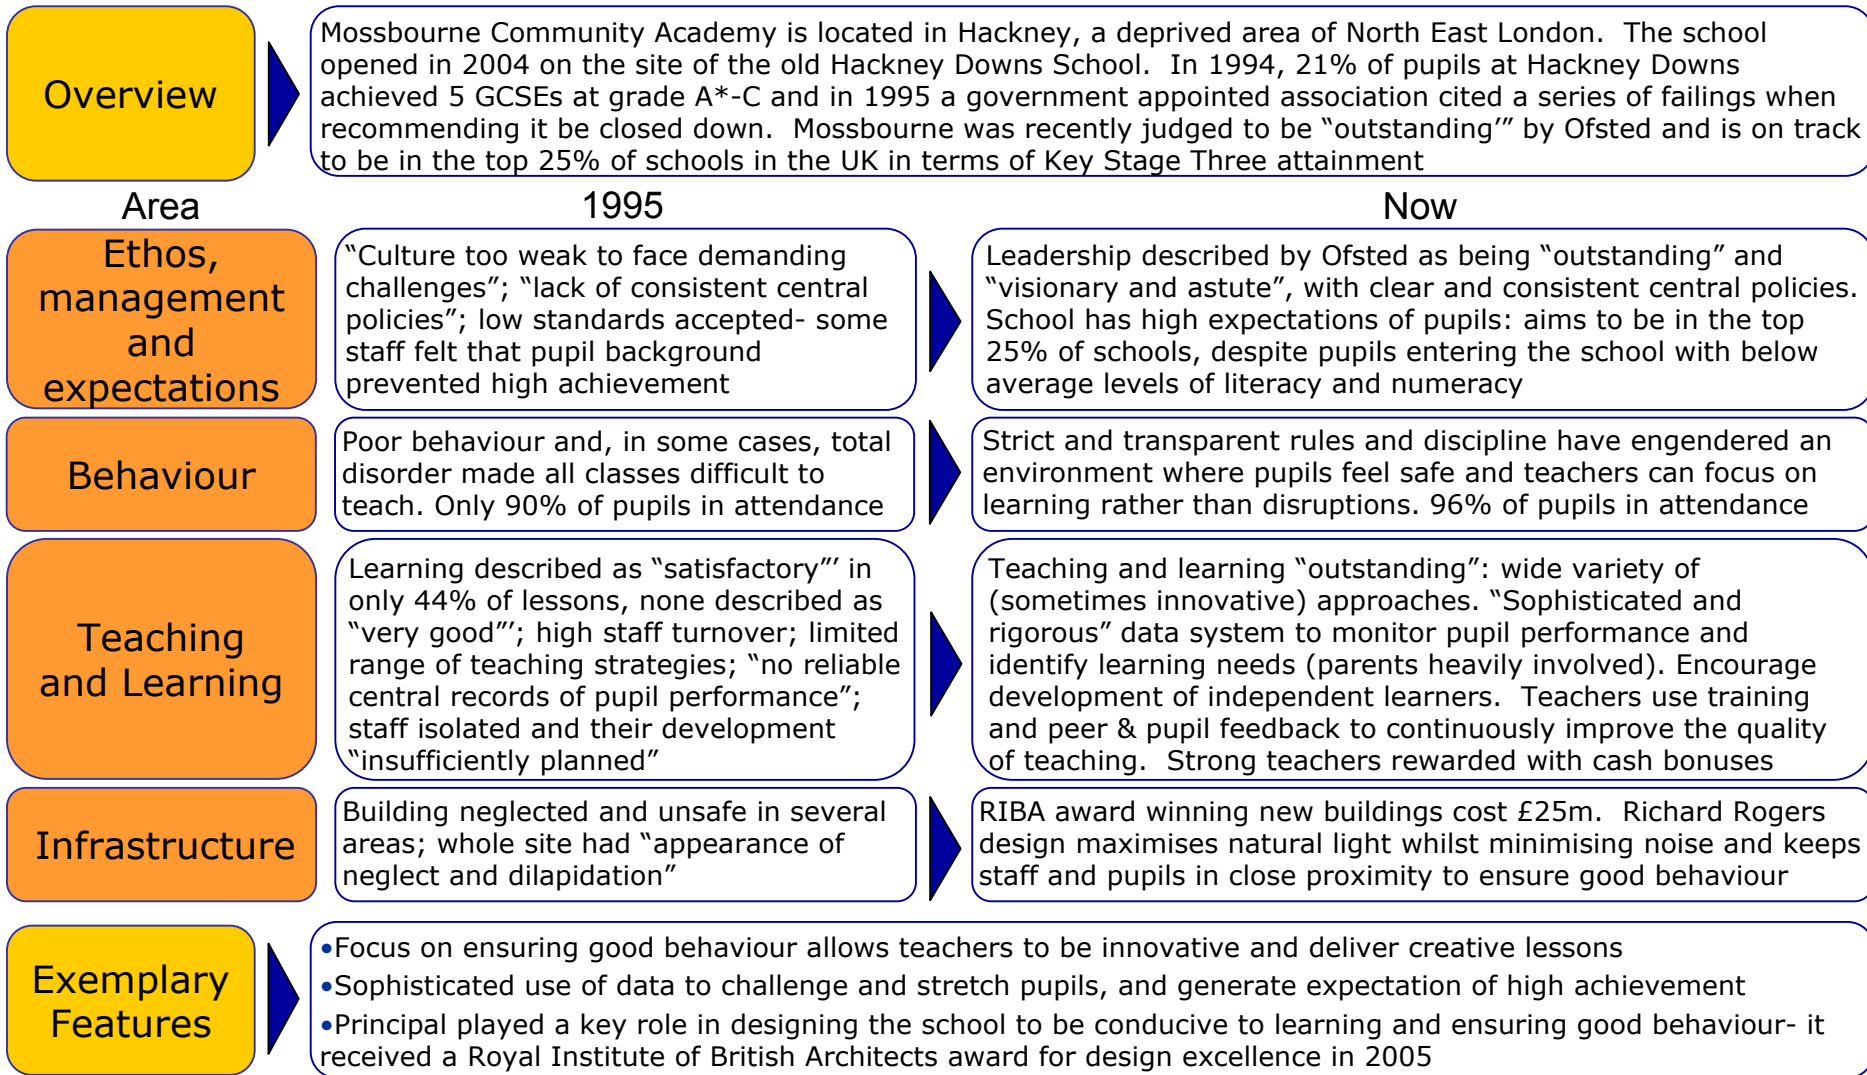 Overview
Mossbourne Community Academy is located in Hackney, a deprived area of North East London.  The school
opened in 2004 on the site of the old Hackney Downs School.  In 1994, 21% of pupils at Hackney Downs
achieved 5 GCSEs at grade A*-C and in 1995 a government appointed association cited a series of failings when
recommending it be closed down.  Mossbourne was recently judged to be “outstanding’” by Ofsted and is on track
to be in the top 25% of schools in the UK in terms of Key Stage Three attainment
Area
1995
Now
Ethos,
management
and
expectations
“Culture too weak to face demanding
challenges”; “lack of consistent central
policies”; low standards accepted- some
staff felt that pupil background
prevented high achievement
Leadership described by Ofsted as being “outstanding” and
“visionary and astute”, with clear and consistent central policies.
School has high expectations of pupils: aims to be in the top
25% of schools, despite pupils entering the school with below
average levels of literacy and numeracy
Behaviour
Poor behaviour and, in some cases, total
disorder made all classes difficult to
teach. Only 90% of pupils in attendance
Strict and transparent rules and discipline have engendered an
environment where pupils feel safe and teachers can focus on
learning rather than disruptions. 96% of pupils in attendance
Teaching
and Learning
Learning described as “satisfactory”’ in
only 44% of lessons, none described as
“very good”’; high staff turnover; limited
range of teaching strategies; “no reliable
central records of pupil performance”;
staff isolated and their development
“insufficiently planned”
Teaching and learning “outstanding”: wide variety of
(sometimes innovative) approaches. “Sophisticated and
rigorous” data system to monitor pupil performance and
identify learning needs (parents heavily involved). Encourage
development of independent learners.  Teachers use training
and peer & pupil feedback to continuously improve the quality
of teaching.  Strong teachers rewarded with cash bonuses
Infrastructure
Building neglected and unsafe in several
areas; whole site had “appearance of
neglect and dilapidation”
RIBA award winning new buildings cost £25m.  Richard Rogers
design maximises natural light whilst minimising noise and keeps
staff and pupils in close proximity to ensure good behaviour
Exemplary
Features
•Focus on ensuring good behaviour allows teachers to be innovative and deliver creative lessons
•Sophisticated use of data to challenge and stretch pupils, and generate expectation of high achievement
•Principal played a key role in designing the school to be conducive to learning and ensuring good behaviour- it
received a Royal Institute of British Architects award for design excellence in 2005